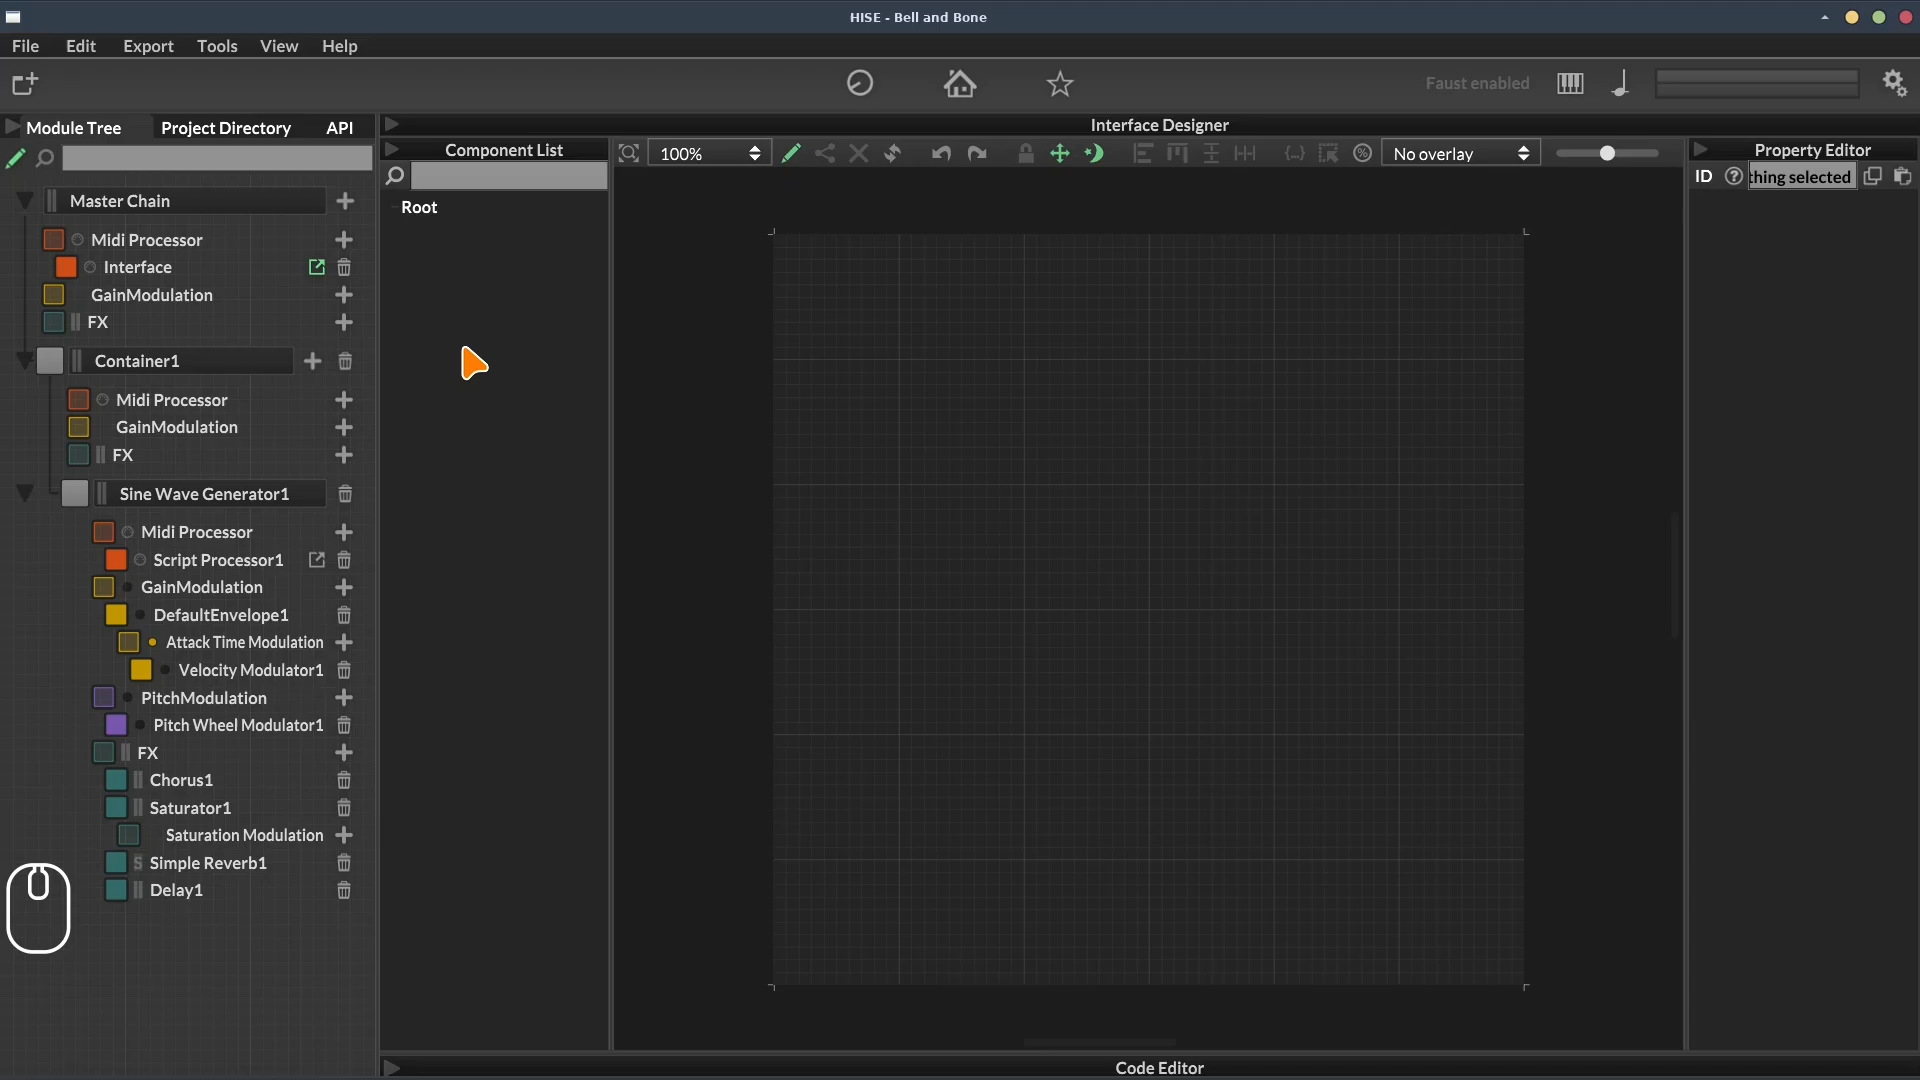 HISE - Bell and Bone
File Edit Export Tools View Help
Faust enabled
Module Tree Project Directory API
Interface Designer
Component List
100%
No overlay
Property Editor
ID thing selected
Root
Master Chain
Midi Processor
Interface
GainModulation
FX
Container1
Midi Processor
GainModulation
FX
Sine Wave Generator1
Midi Processor
Script Processor1
GainModulation
DefaultEnvelope1
Attack Time Modulation
Velocity Modulator1
PitchModulation
Pitch Wheel Modulator1
FX
Chorus1
Saturator1
Saturation Modulation
S Simple Reverb1
Delay1
Code Editor